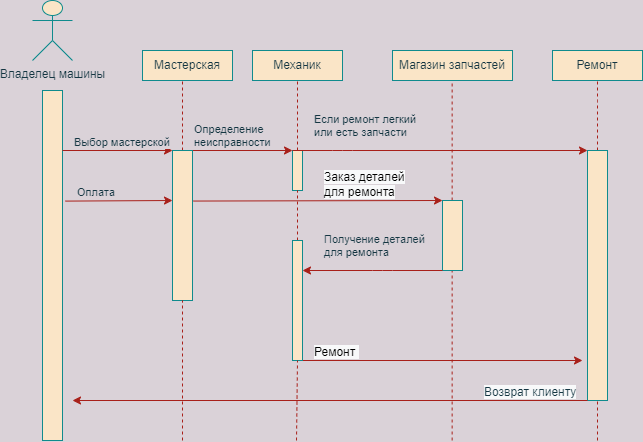 Владелец машины
Мастерская
Механик
Магазин запчастей
Ремонт
Выбор мастерской
Определение
неисправности
Если ремонт легкий
или есть запчасти
Оплата
Заказ деталей
для ремонта
Получение деталей
для ремонта
Ремонт
Возврат клиенту